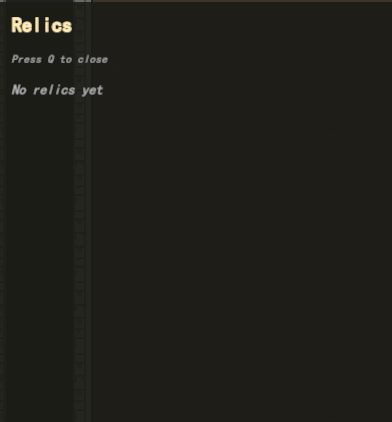 Relics
Press Q to close
No relics yet